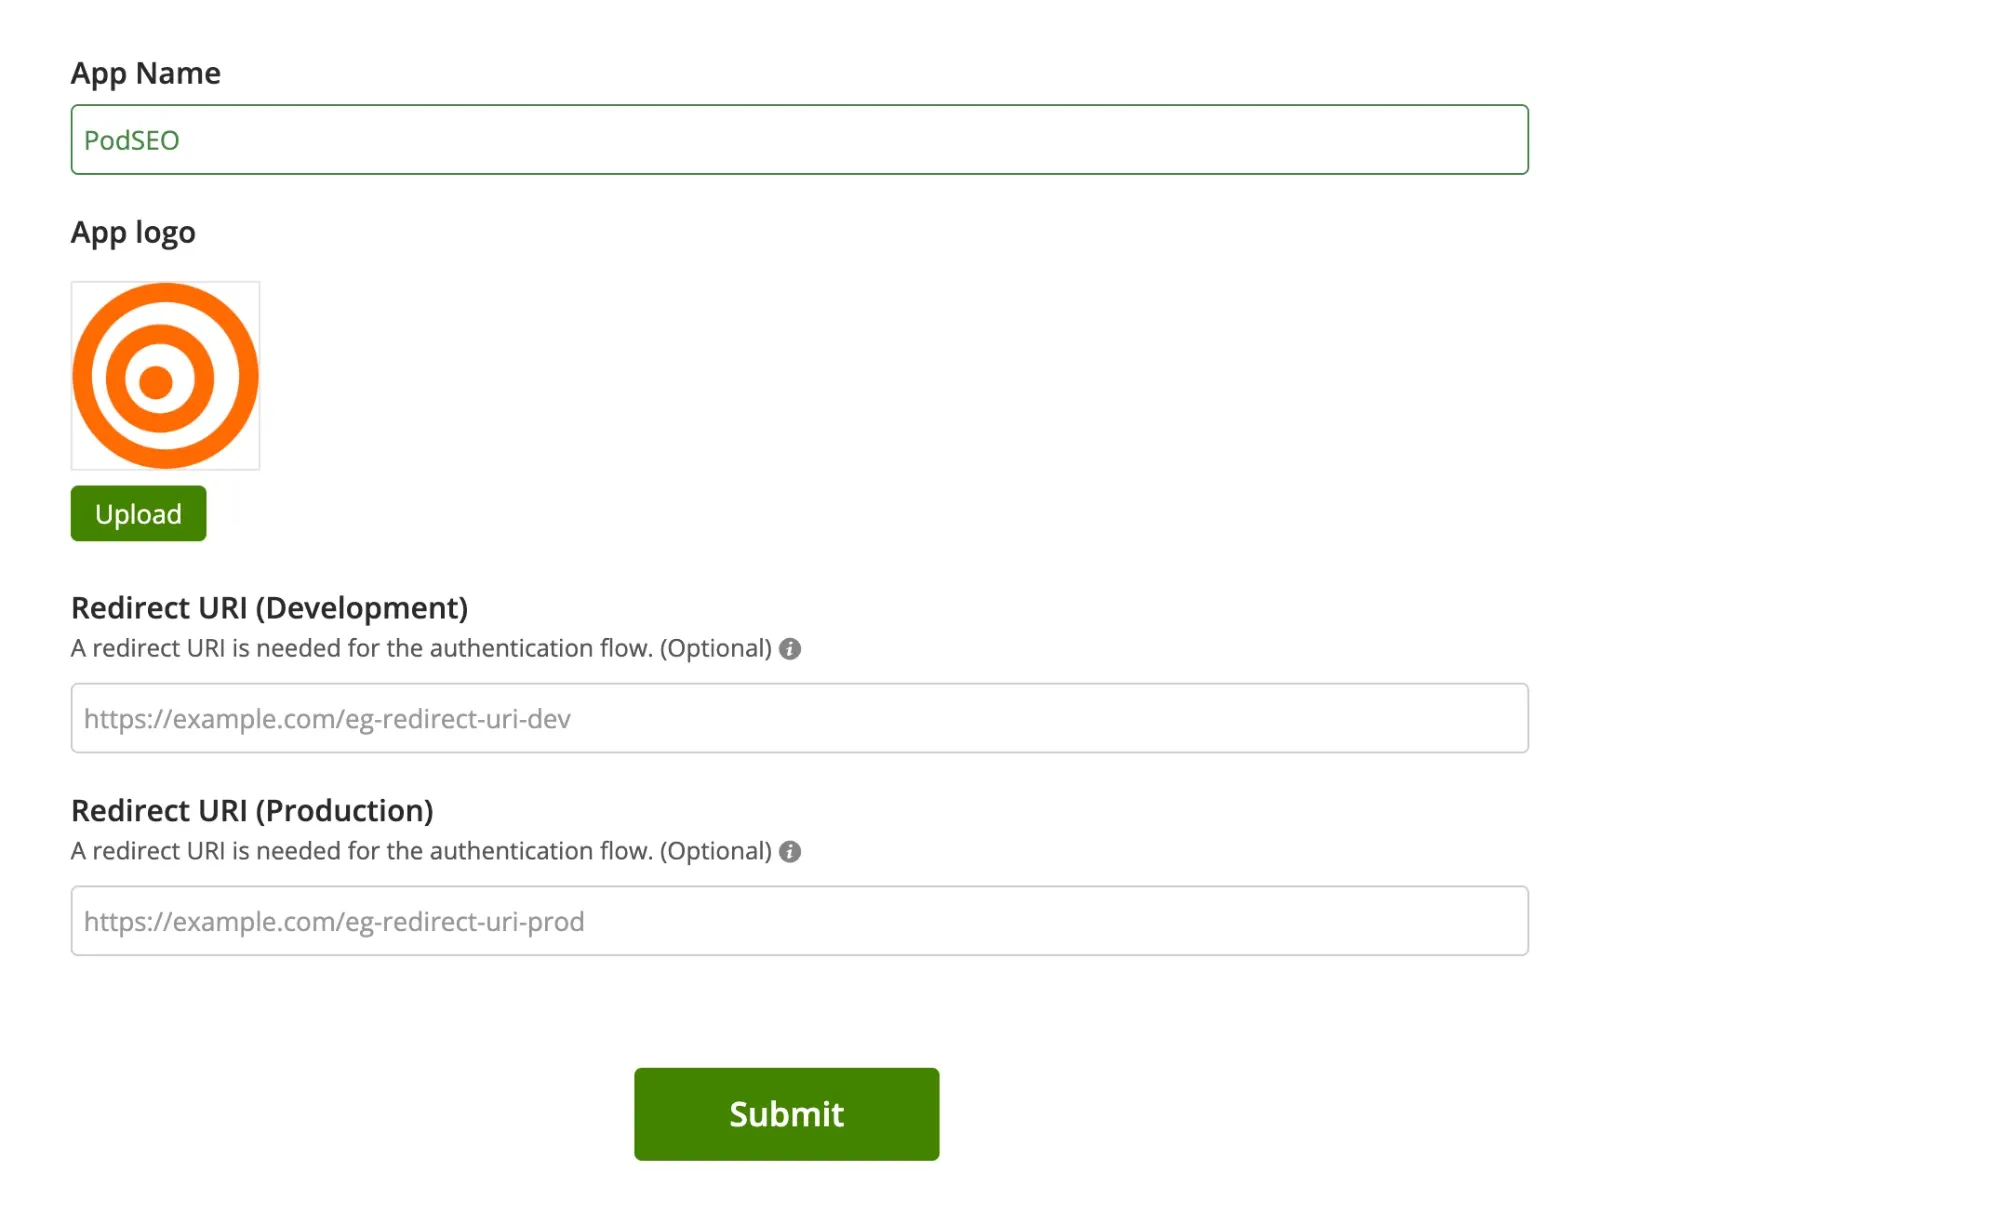 App Name
PodSEO
App logo
Upload
Redirect URI (Development)
A redirect URI is needed for the authentication flow. (Optional)
https://example.com/eg-redirect-uri-dev
Redirect URI (Production)
A redirect URI is needed for the authentication flow. (Optional)
https://example.com/eg-redirect-uri-prod
Submit